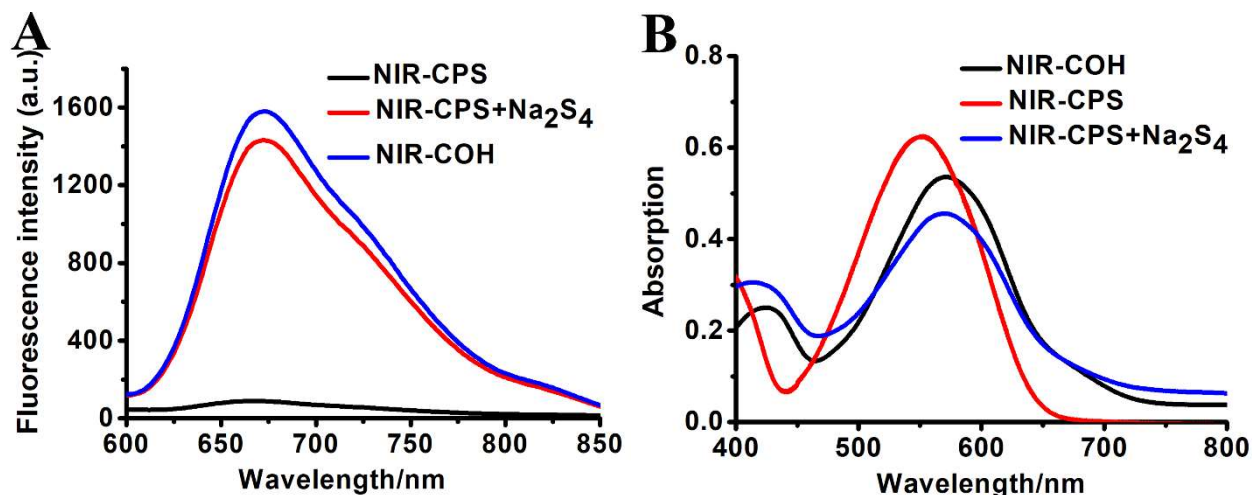 A
Fluorescence intensity (a.u.)
1600
1200
800
400
0
600 650 700 750 800 850
Wavelength/nm
NIR-CPS
NIR-CPS+Na2S4
NIR-COH
B
Absorption
0.8
0.6
0.4
0.2
0.0
400 500 600 700 800
Wavelength/nm
NIR-COH
NIR-CPS
NIR-CPS+Na2S4